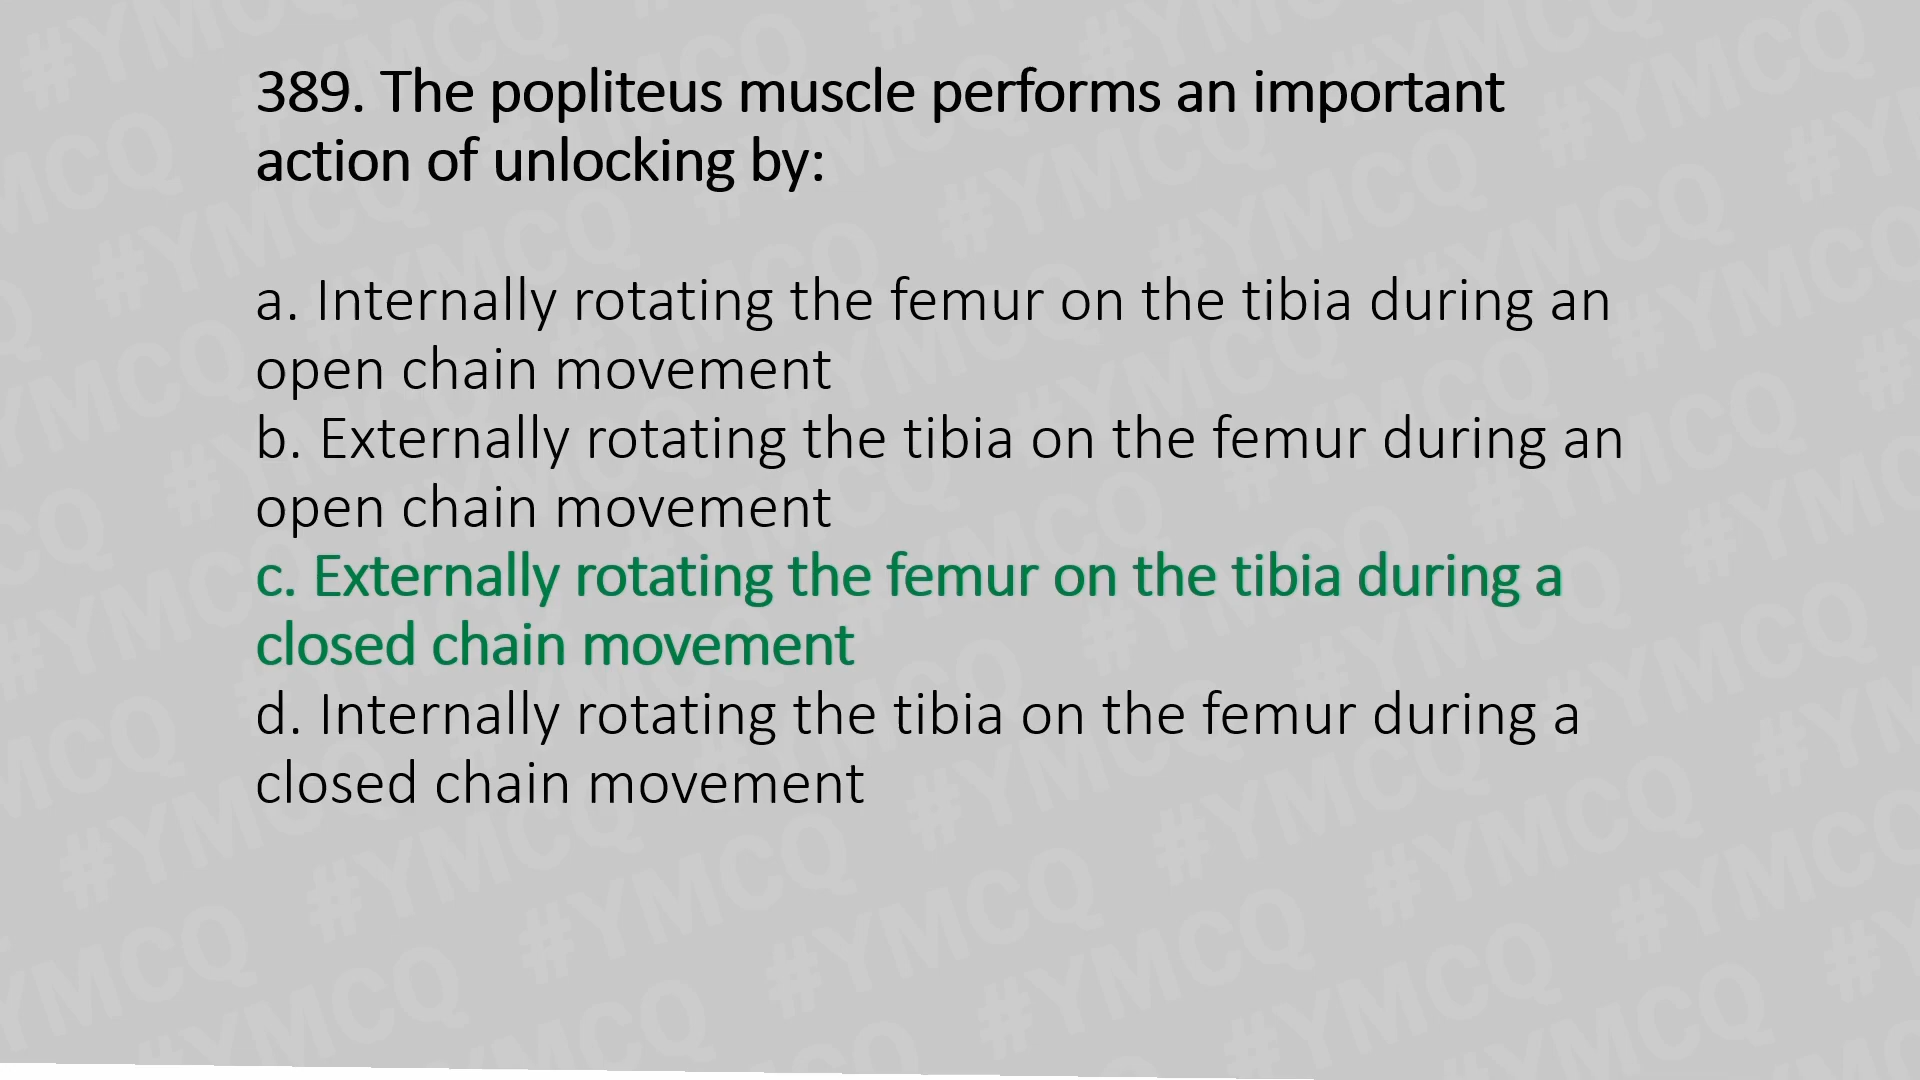 389. The popliteus muscle performs an important
action of unlocking by:
a. Internally rotating the femur on the tibia during an
open chain movement
b. Externally rotating the tibia on the femur during an
open chain movement
c. Externally rotating the femur on the tibia during a
closed chain movement
d. Internally rotating the tibia on the femur during a
closed chain movement
#YMCQ